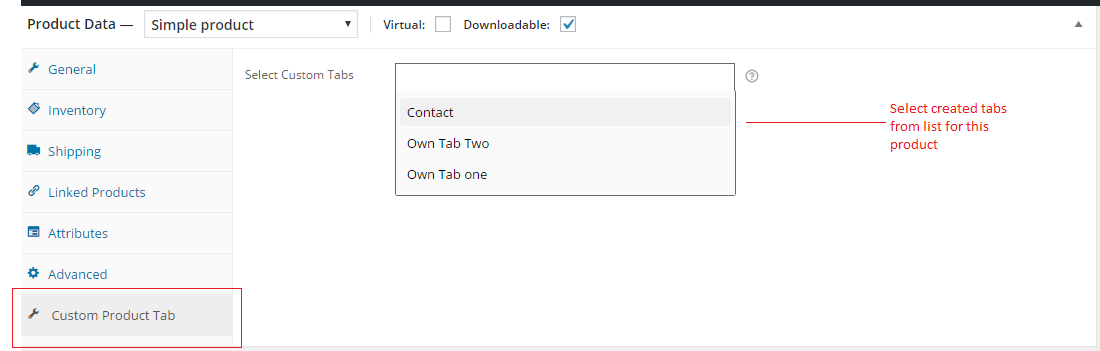 Product Data — Simple product Virtual: Downloadable:
General
Inventory
Shipping
Linked Products
Attributes
Advanced
Custom Product Tab
Select Custom Tabs
Contact
Own Tab Two
Own Tab one
Select created tabs
from list for this
product